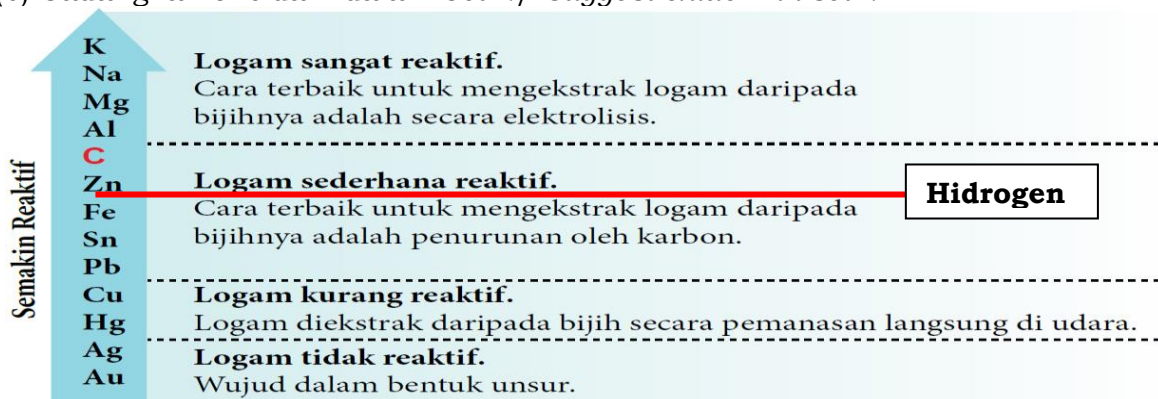 K
Na
Mg
Al
C
Zn
Fe
Sn
Pb
Cu
Hg
Ag
Au
Semakin Reaktif
Logam sangat reaktif.
Cara terbaik untuk mengekstrak logam daripada
bijihnya adalah secara elektrolisis.
Logam sederhana reaktif.
Cara terbaik untuk mengekstrak logam daripada
bijihnya adalah penurunan oleh karbon.
Hidrogen
Logam kurang reaktif.
Logam diekstrak daripada bijih secara pemanasan langsung di udara.
Logam tidak reaktif.
Wujud dalam bentuk unsur.